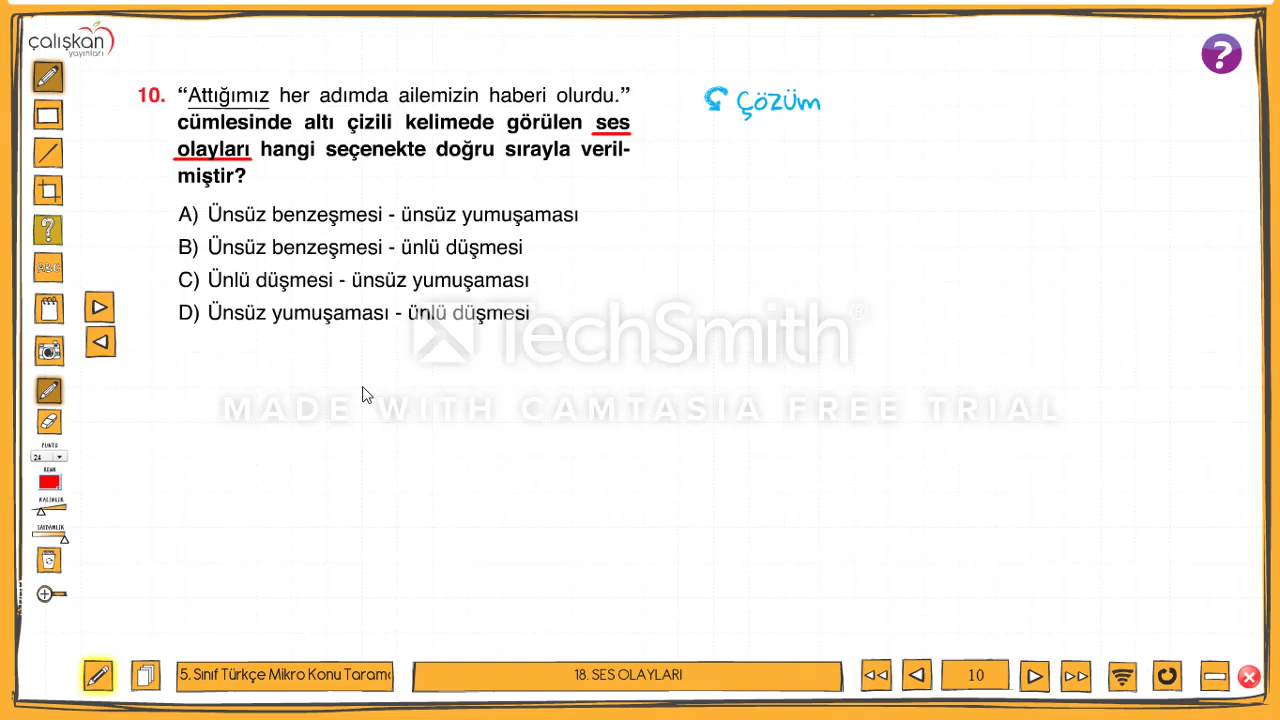 çalışkan
yayınları
10. “Attığımız her adımda ailemizin haberi olurdu.”
cümlesinde altı çizili kelimede görülen ses
olayları hangi seçenekte doğru sırayla veril-
miştir?
A) Ünsüz benzeşmesi - ünsüz yumuşaması
B) Ünsüz benzeşmesi - ünlü düşmesi
C) Ünlü düşmesi - ünsüz yumuşaması
D) Ünsüz yumuşaması - ünlü düşmesi
Çözüm
?
TechSmith®
MADE WITH CAMTASIA FREE TRIAL
?
ABC
PUNTO
24
RENK
KALINLIK
SAYDAMLIK
5. Sınıf Türkçe Mikro Konu Taram
18. SES OLAYLARI
10